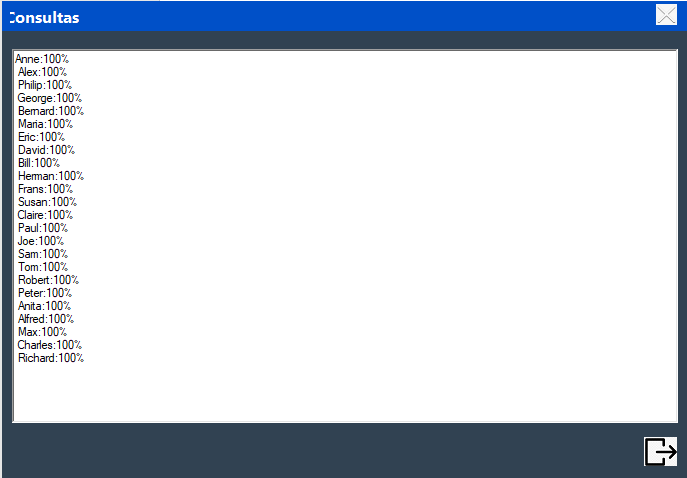 Consultas
Anne:100%
Alex:100%
Philip:100%
George:100%
Bernard:100%
Maria:100%
Eric:100%
David:100%
Bill:100%
Herman:100%
Frans:100%
Susan:100%
Claire:100%
Paul:100%
Joe:100%
Sam:100%
Tom:100%
Robert:100%
Peter:100%
Anita:100%
Alfred:100%
Max:100%
Charles:100%
Richard:100%